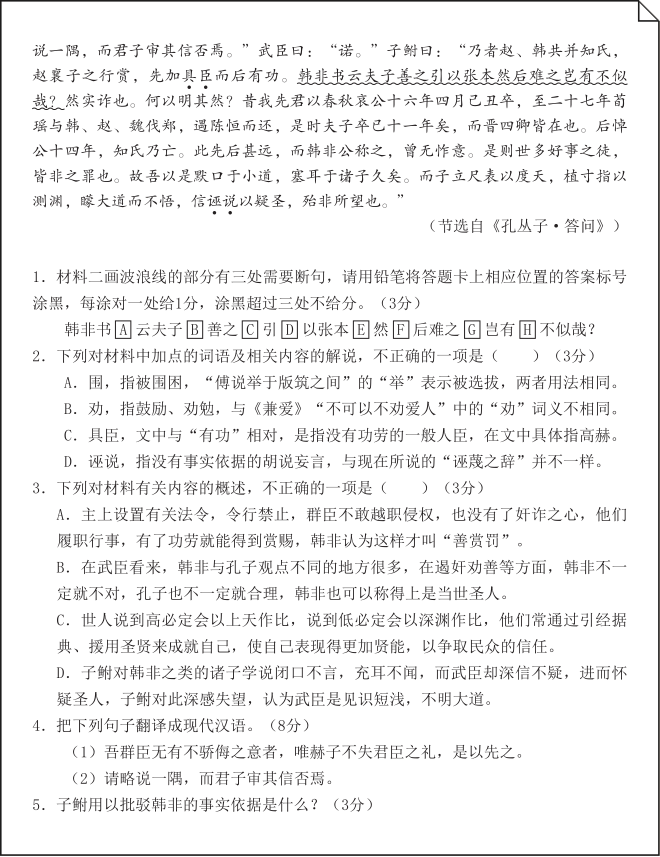 说一隅，而君子审其信否焉。”武臣曰：“诺。”子鲋曰：“乃者赵、韩共并知氏，
赵襄子之行赏，先加具臣而后有功。韩非书云夫子善之引以张本然后难之岂有不似
哉？然实诈也。何以明其然？昔我先君以春秋哀公十六年四月己丑卒，至二十七年荀
瑶与韩、赵、魏伐郑，遇陈恒而还，是时夫子卒已十一年矣，而晋四卿皆在也。后悼
公十四年，知氏乃亡。此先后甚远，而韩非公称之，曾无怍意。是则世多好事之徒，
皆非之罪也。故吾以是默口于小道，塞耳于诸子久矣。而子立尺表以度天，植寸指以
测渊，矇大道而不悟，信诬说以疑圣，殆非所望也。”
（节选自《孔丛子·答问》）
1．材料二画波浪线的部分有三处需要断句，请用铅笔将答题卡上相应位置的答案标号
涂黑，每涂对一处给1分，涂黑超过三处不给分。（3分）
韩非书A云夫子B善之C引D以张本E然F后难之G岂有H不似哉？
2．下列对材料中加点的词语及相关内容的解说，不正确的一项是（　　）（3分）
A．围，指被围困，“傅说举于版筑之间”的“举”表示被选拔，两者用法相同。
B．劝，指鼓励、劝勉，与《兼爱》“不可以不劝爱人”中的“劝”词义不相同。
C．具臣，文中与“有功”相对，是指没有功劳的一般人臣，在文中具体指高赫。
D．诬说，指没有事实依据的胡说妄言，与现在所说的“诬蔑之辞”并不一样。
3．下列对材料有关内容的概述，不正确的一项是（　　）（3分）
A．主上设置有关法令，令行禁止，群臣不敢越职侵权，也没有了奸诈之心，他们
履职行事，有了功劳就能得到赏赐，韩非认为这样才叫“善赏罚”。
B．在武臣看来，韩非与孔子观点不同的地方很多，在遏奸劝善等方面，韩非不一
定就不对，孔子也不一定就合理，韩非也可以称得上是当世圣人。
C．世人说到高必定会以上天作比，说到低必定会以深渊作比，他们常通过引经据
典、援用圣贤来成就自己，使自己表现得更加贤能，以争取民众的信任。
D．子鲋对韩非之类的诸子学说闭口不言，充耳不闻，而武臣却深信不疑，进而怀
疑圣人，子鲋对此深感失望，认为武臣是见识短浅，不明大道。
4．把下列句子翻译成现代汉语。（8分）
（1）吾群臣无有不骄侮之意者，唯赫子不失君臣之礼，是以先之。
（2）请略说一隅，而君子审其信否焉。
5．子鲋用以批驳韩非的事实依据是什么？（3分）